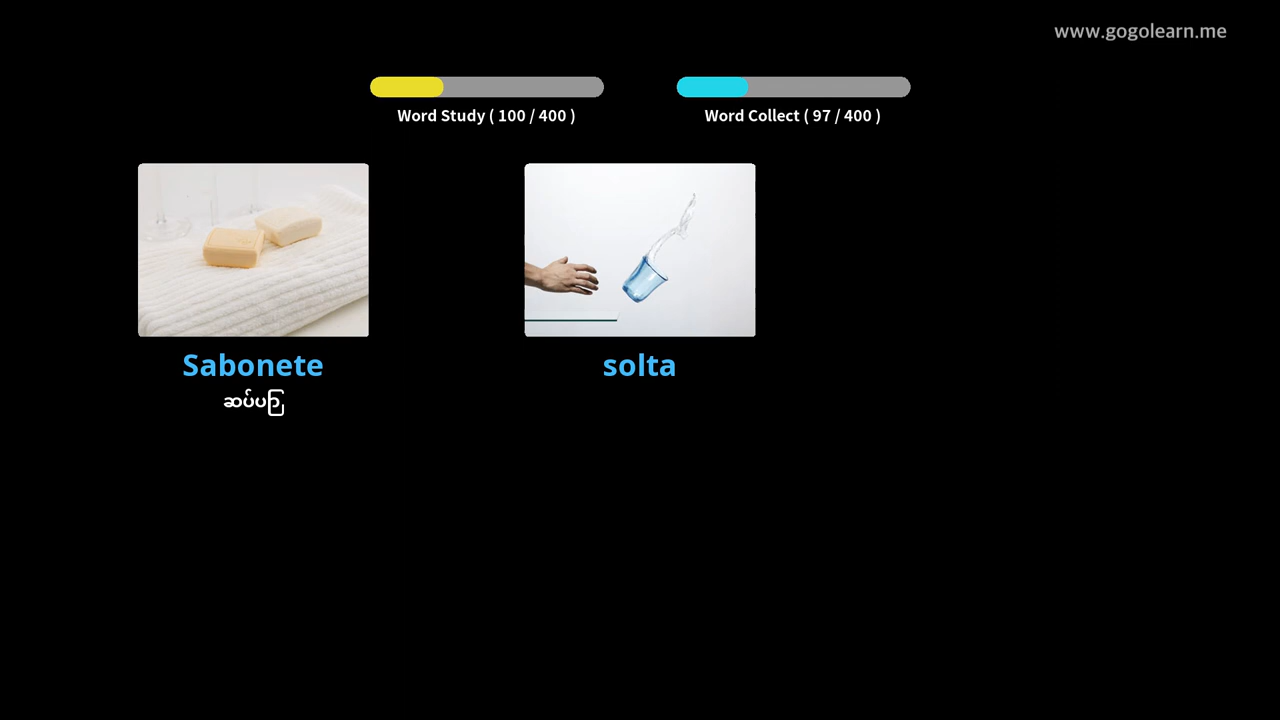 www.gogolearn.me
Word Study ( 100 / 400 )
Word Collect ( 97 / 400 )
Sabonete
solta
ဆပ်ပြာ